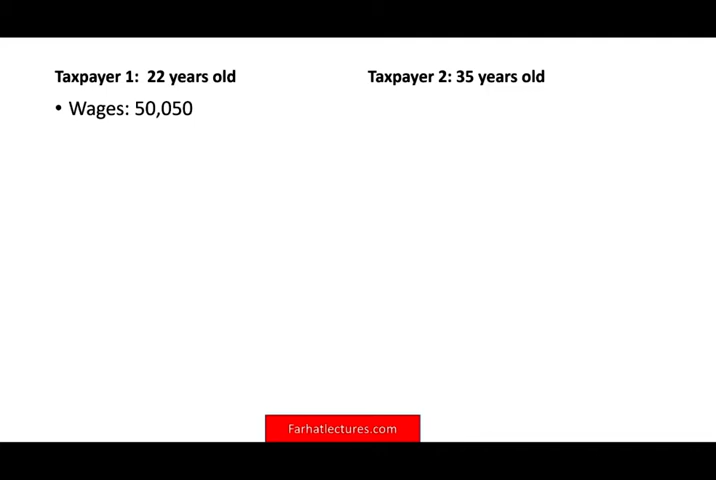 Taxpayer 1: 22 years old
• Wages: 50,050
Taxpayer 2: 35 years old
Farhatlectures.com